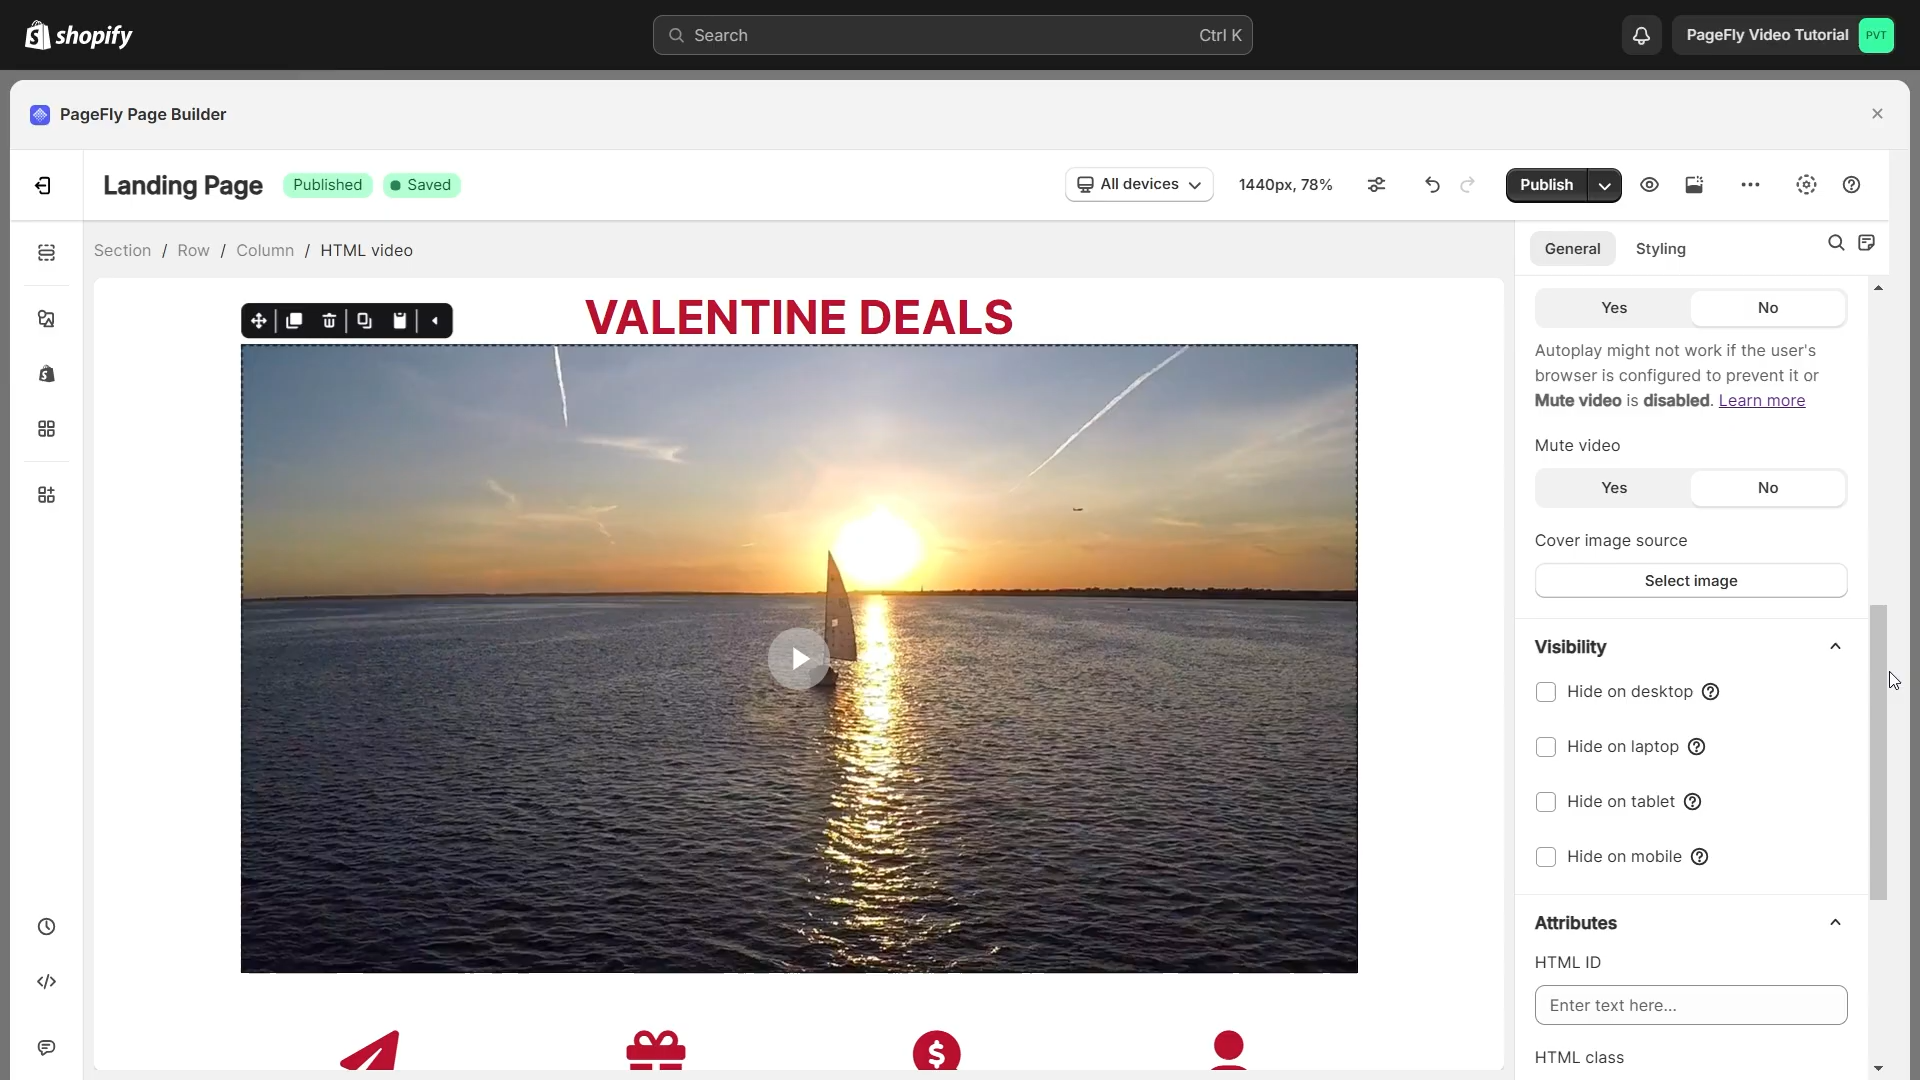 shopify
Search
Ctrl K
PageFly Video Tutorial
PVT
PageFly Page Builder
Landing Page
Published
Saved
All devices
1440px, 78%
Publish
Section / Row / Column / HTML video
General
Styling
VALENTINE DEALS
Yes
No
Autoplay might not work if the user's
browser is configured to prevent it or
Mute video is disabled. Learn more
Mute video
Yes
No
Cover image source
Select image
Visibility
Hide on desktop
Hide on laptop
Hide on tablet
Hide on mobile
Attributes
HTML ID
Enter text here...
HTML class